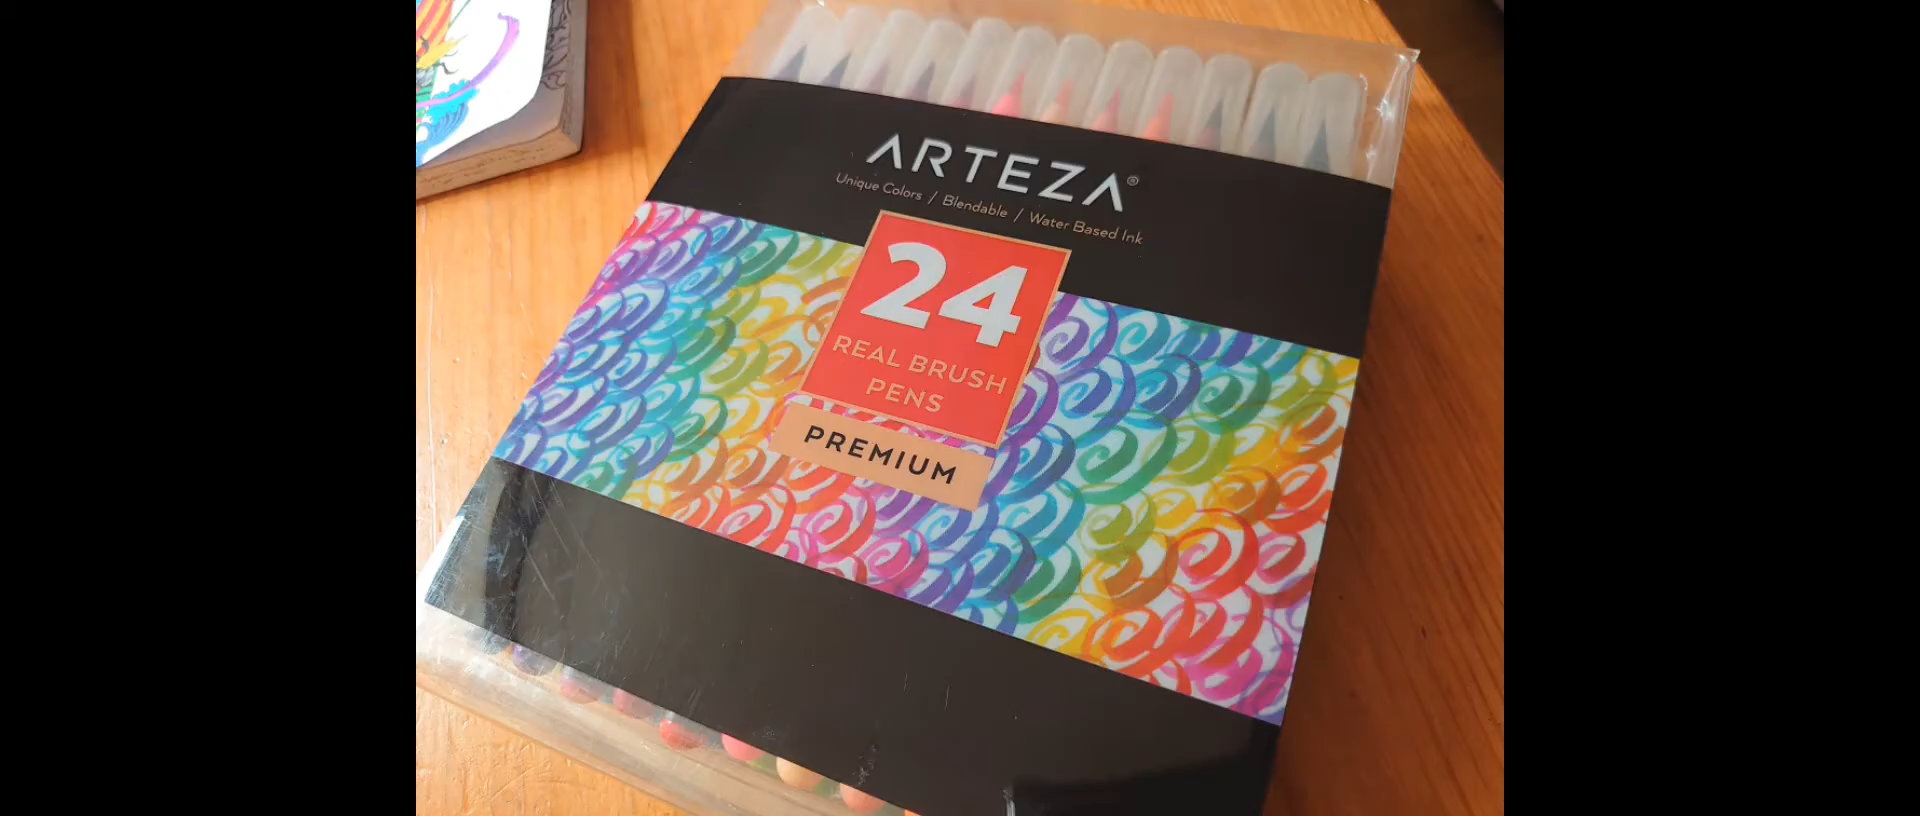 ARTEZA®
Unique Colors / Blendable / Water Based Ink
24
REAL BRUSH
PENS
PREMIUM